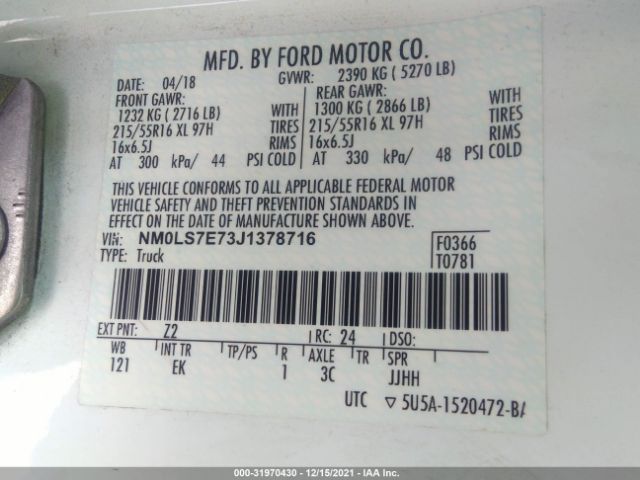 MFD. BY FORD MOTOR CO.
DATE: 04/18 GVWR: 2390 KG ( 5270 LB)
FRONT GAWR: REAR GAWR:
1232 KG ( 2716 LB) WITH 1300 KG ( 2866 LB) WITH
215/55R16 XL 97H TIRES 215/55R16 XL 97H TIRES
16x6.5J RIMS 16x6.5J RIMS
AT 300 kPa/ 44 PSI COLD AT 330 kPa/ 48 PSI COLD
THIS VEHICLE CONFORMS TO ALL APPLICABLE FEDERAL MOTOR
VEHICLE SAFETY AND THEFT PREVENTION STANDARDS IN
EFFECT ON THE DATE OF MANUFACTURE SHOWN ABOVE.
VIN: NM0LS7E73J1378716 F0366
TYPE: Truck T0781
EXT PNT: Z2 RC: 24 DSO:
WB INT TR TP/PS R AXLE TR SPR
121 EK 1 3C JJHH
UTC ▽ 5U5A-1520472-BA
000-31970430 - 12/15/2021 - IAA Inc.